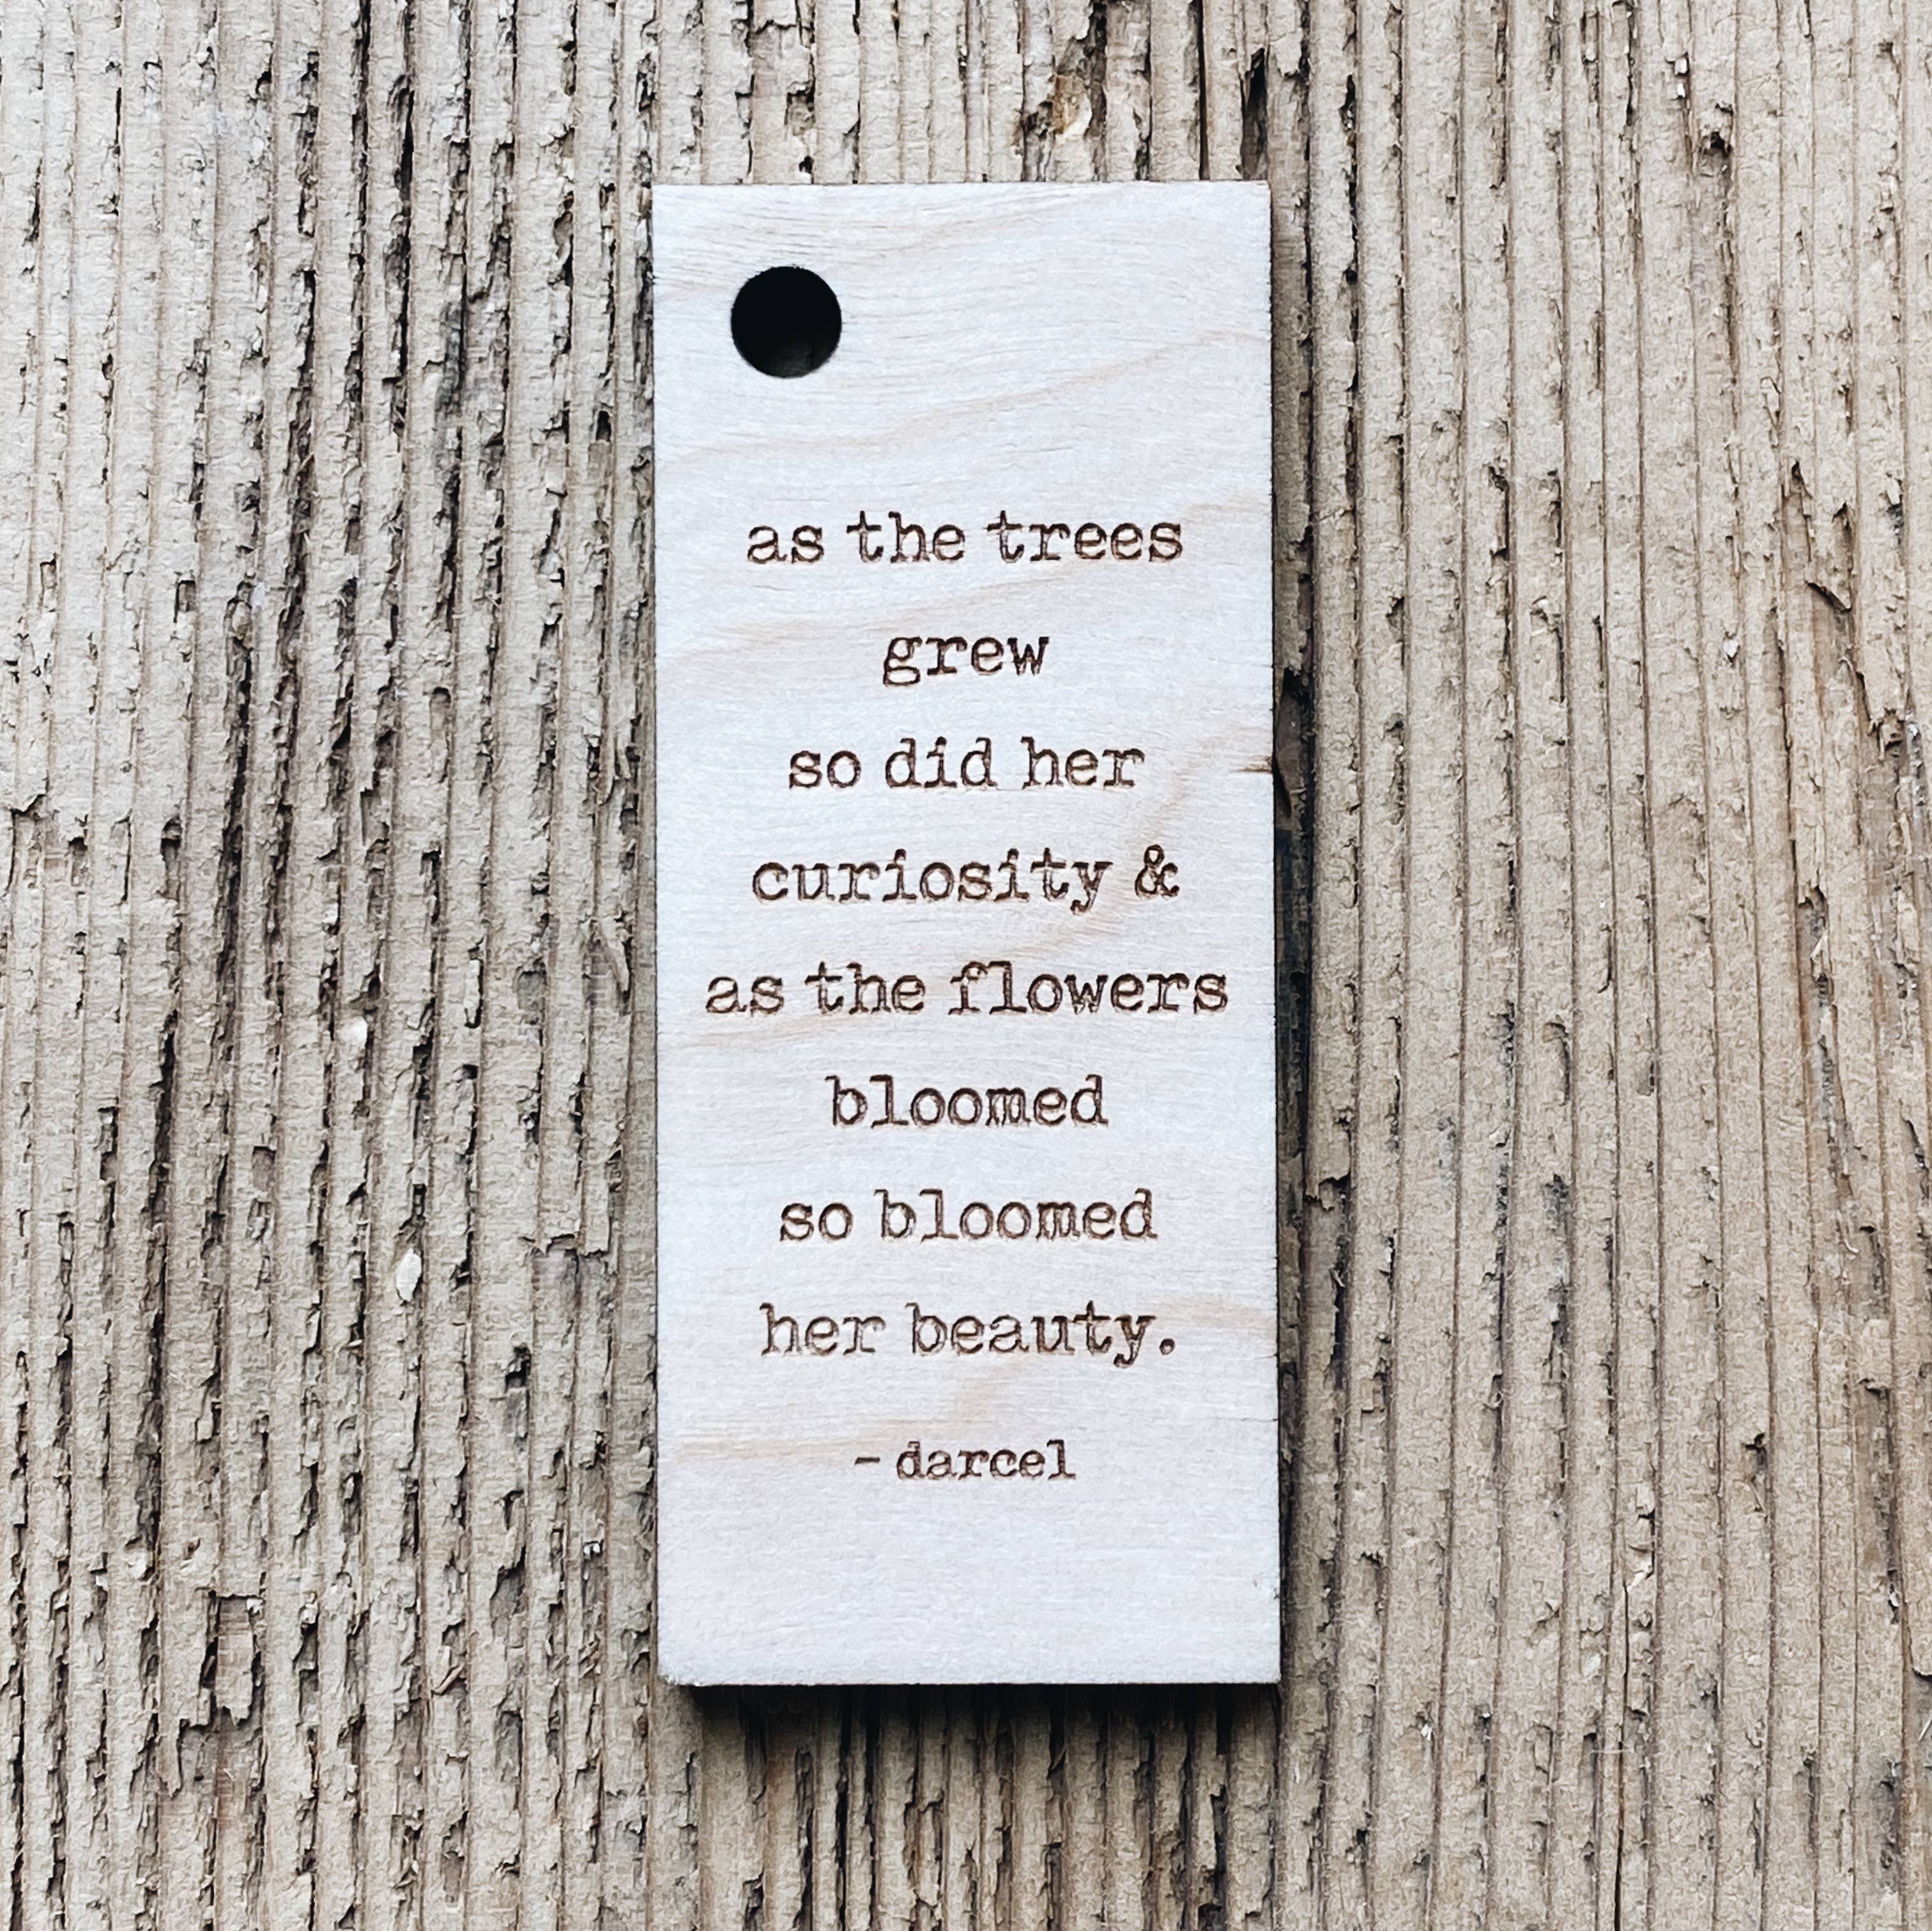 as the trees
grew
so did her
curiosity &
as the flowers
bloomed
so bloomed
her beauty.
- darcel